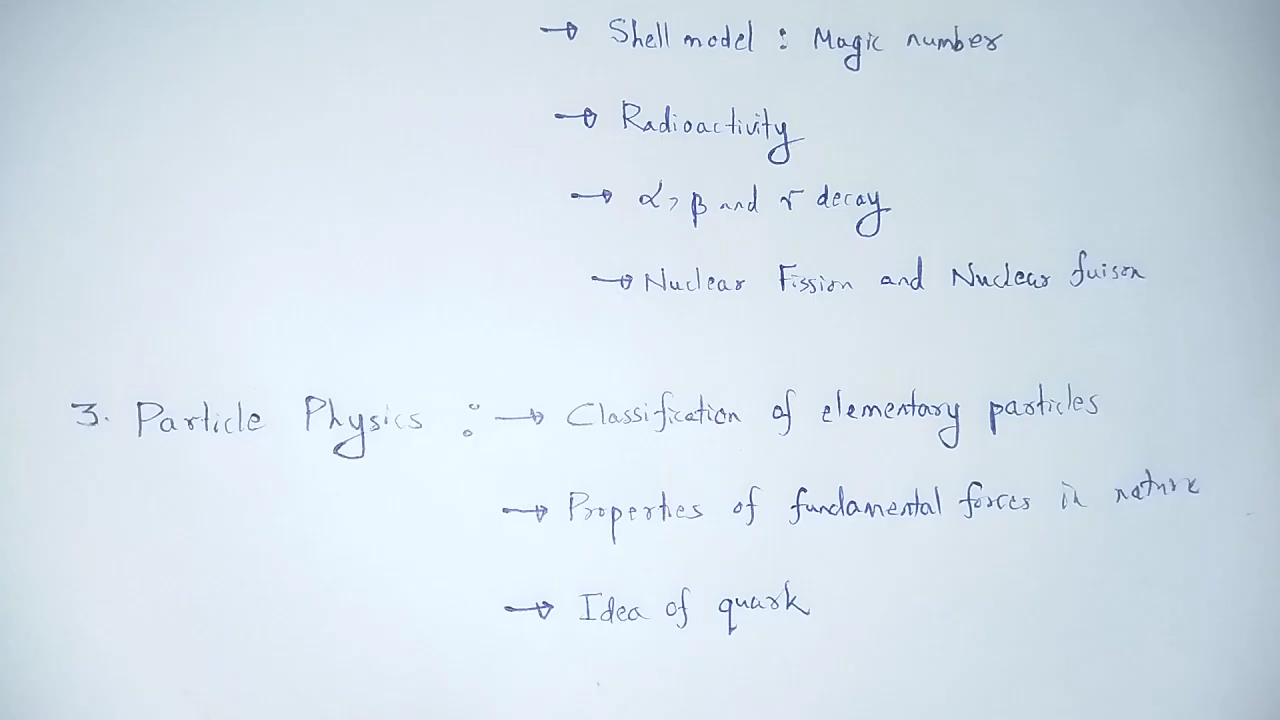 → Shell model : Magic number
→ Radioactivity
→ α, β and γ decay
→ Nuclear Fission and Nuclear fuison
3. Particle Physics : → Classification of elementary particles
→ Properties of fundamental forces in nature
→ Idea of quark